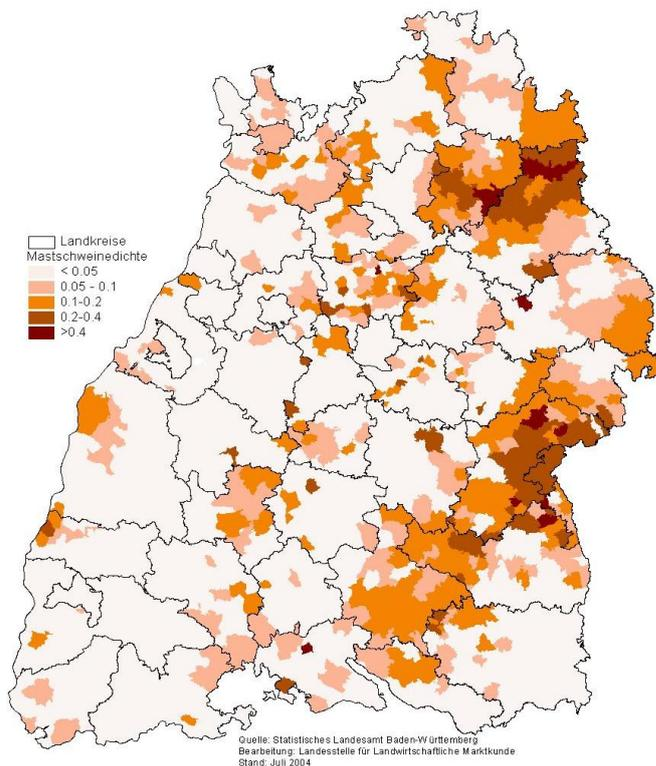 Landkreise
Mastschweinedichte
< 0.05
0.05 - 0.1
0.1-0.2
0.2-0.4
>0.4
Quelle: Statistisches Landesamt Baden-Württemberg
Bearbeitung: Landesstelle für Landwirtschaftliche Marktkunde
Stand: Juli 2004